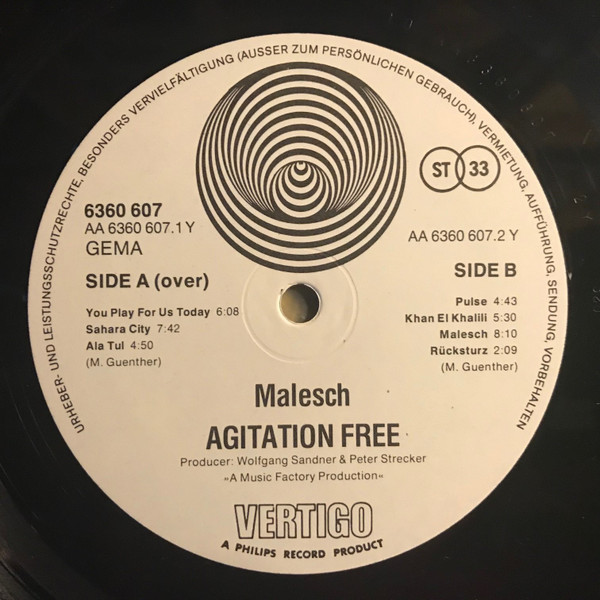 URHEBER- UND LEISTUNGSSCHUTZRECHTE, BESONDERS VERVIELFÄLTIGUNG (AUSSER ZUM PERSÖNLICHEN GEBRAUCH), VERMIETUNG, AUFFÜHRUNG, SENDUNG, VORBEHALTEN
ST 33
6360 607
AA 6360 607.1 Y
GEMA
SIDE A (over)
You Play For Us Today 6:08
Sahara City 7:42
Ala Tul 4:50
(M. Guenther)
AA 6360 607.2 Y
SIDE B
Pulse 4:43
Khan El Khalili 5:30
Malesch 8:10
Rücksturz 2:09
(M. Guenther)
Malesch
AGITATION FREE
Producer: Wolfgang Sandner & Peter Strecker
»A Music Factory Production«
VERTIGO
A PHILIPS RECORD PRODUCT